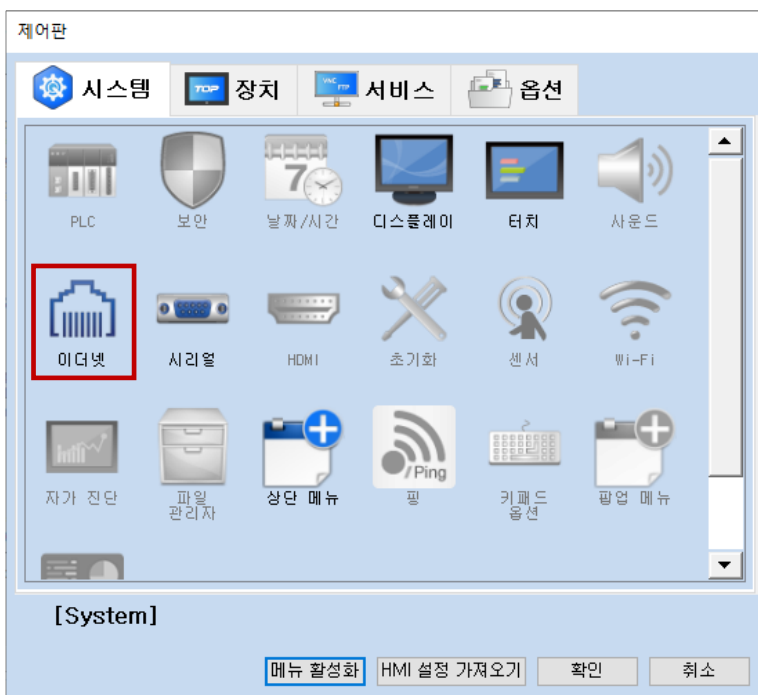 제어판
시스템
TOP
장치
VNC
FTP
서비스
옵션
7
PLC
보안
날짜/시간
디스플레이
터치
사운드
이더넷
시리얼
HDMI
초기화
센서
Wi-Fi
/Ping
자가 진단
파일
관리자
상단 메뉴
핑
키패드
옵션
팝업 메뉴
[System]
메뉴 활성화
HMI 설정 가져오기
확인
취소